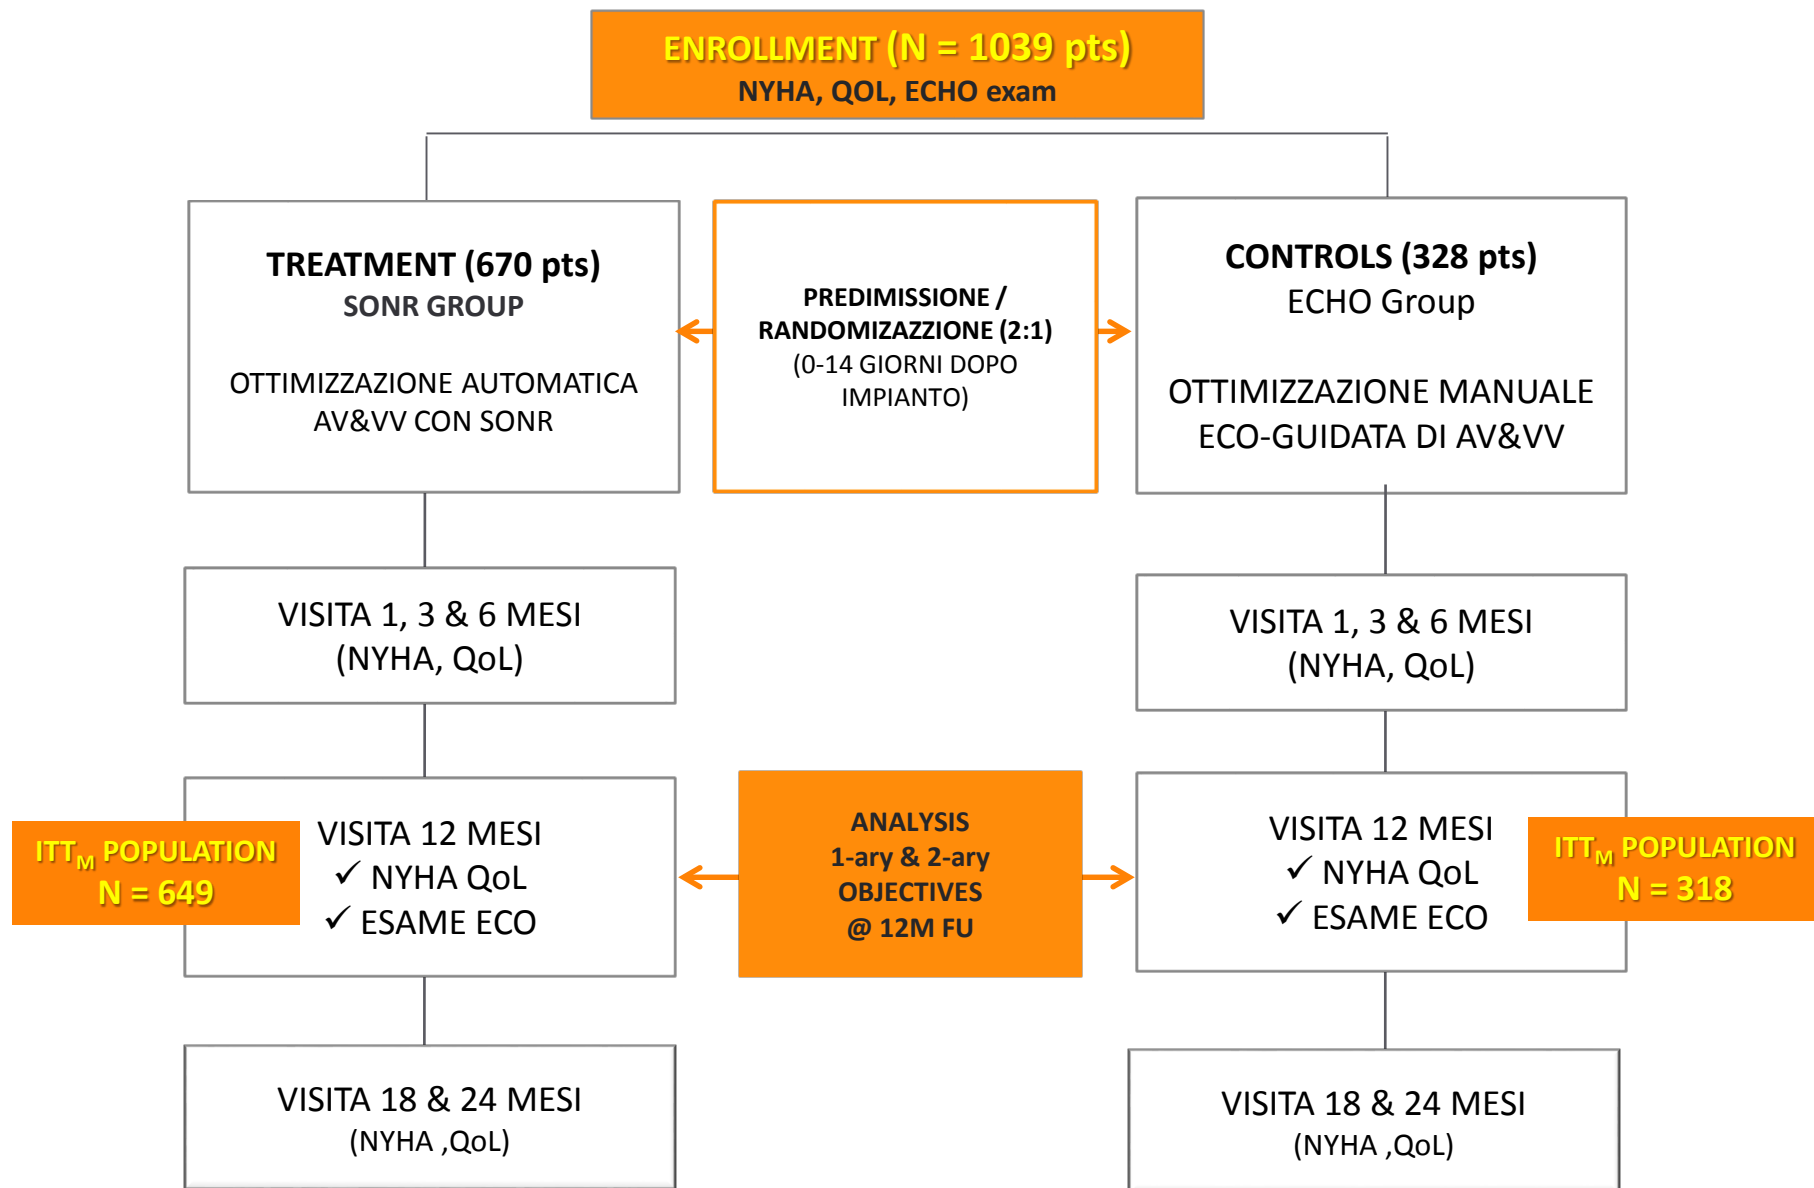 ENROLLMENT (N = 1039 pts)
NYHA, QOL, ECHO exam
TREATMENT (670 pts)
SONR GROUP
OTTIMIZZAZIONE AUTOMATICA
AV&VV CON SONR
PREDIMISSIONE /
RANDOMIZAZZIONE (2:1)
(0-14 GIORNI DOPO
IMPIANTO)
CONTROLS (328 pts)
ECHO Group
OTTIMIZZAZIONE MANUALE
ECO-GUIDATA DI AV&VV
VISITA 1, 3 & 6 MESI
(NYHA, QoL)
VISITA 1, 3 & 6 MESI
(NYHA, QoL)
ITTM POPULATION
N = 649
VISITA 12 MESI
✓ NYHA QoL
✓ ESAME ECO
ANALYSIS
1-ary & 2-ary
OBJECTIVES
@ 12M FU
VISITA 12 MESI
✓ NYHA QoL
✓ ESAME ECO
ITTM POPULATION
N = 318
VISITA 18 & 24 MESI
(NYHA ,QoL)
VISITA 18 & 24 MESI
(NYHA ,QoL)